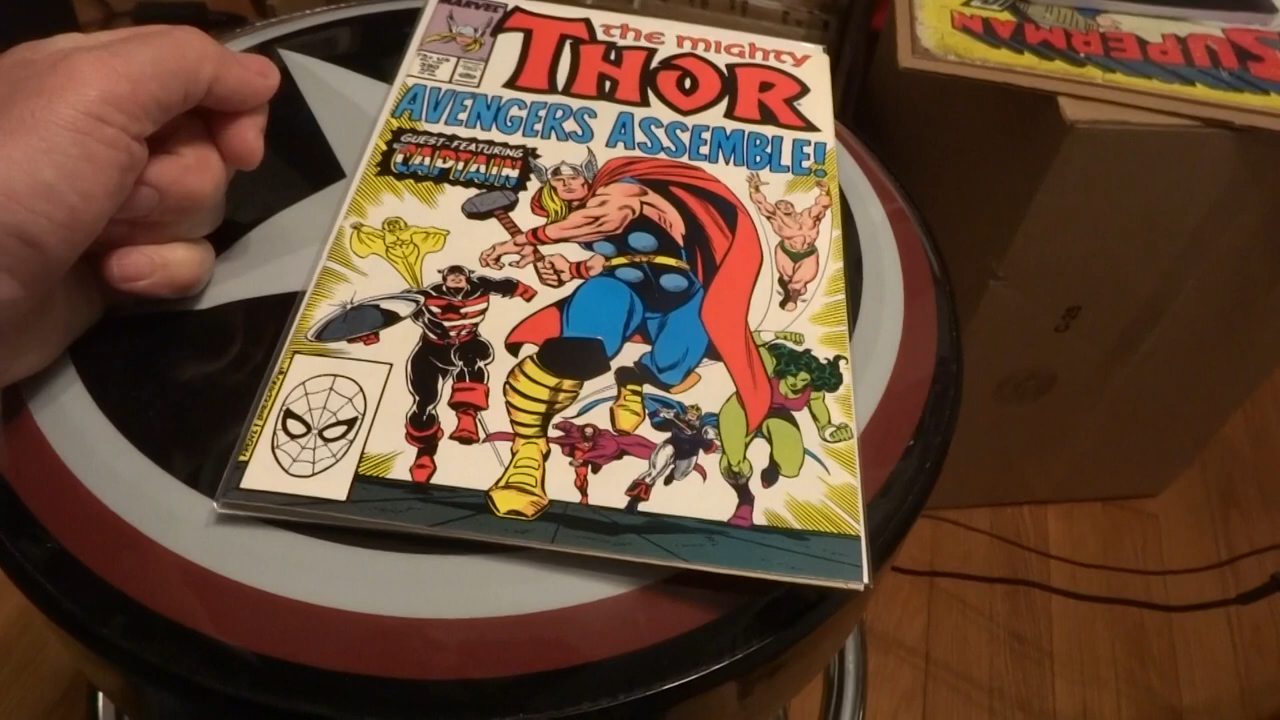 MARVEL
the mighty
THOR
AVENGERS ASSEMBLE!
GUEST-FEATURING
CAPTAIN
SUPERMAN